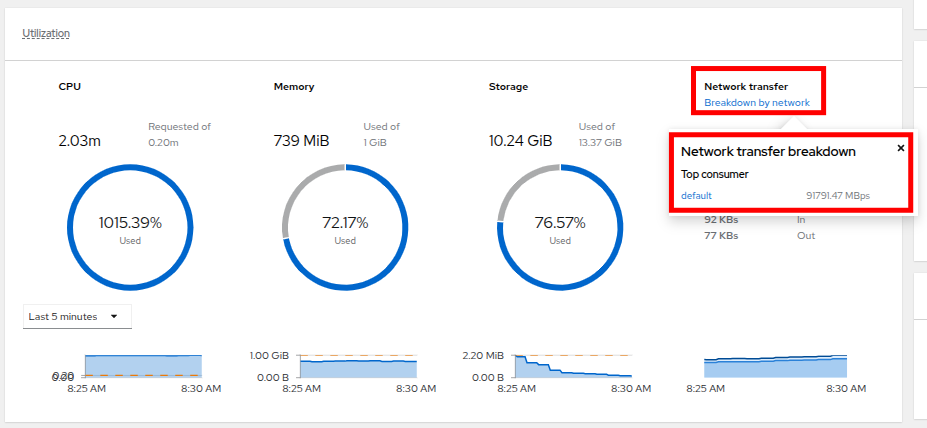 Utilization
CPU
2.03m
Requested of
0.20m
1015.39%
Used
Memory
739 MiB
Used of
1 GiB
72.17%
Used
Storage
10.24 GiB
Used of
13.37 GiB
76.57%
Used
Network transfer
Breakdown by network
Network transfer breakdown
×
Top consumer
default 91791.47 MBps
92 KBs In
77 KBs Out
Last 5 minutes
0.20
8:25 AM 8:30 AM
1.00 GiB
0.00 B
8:25 AM 8:30 AM
2.20 MiB
0.00 B
8:25 AM 8:30 AM
8:25 AM 8:30 AM